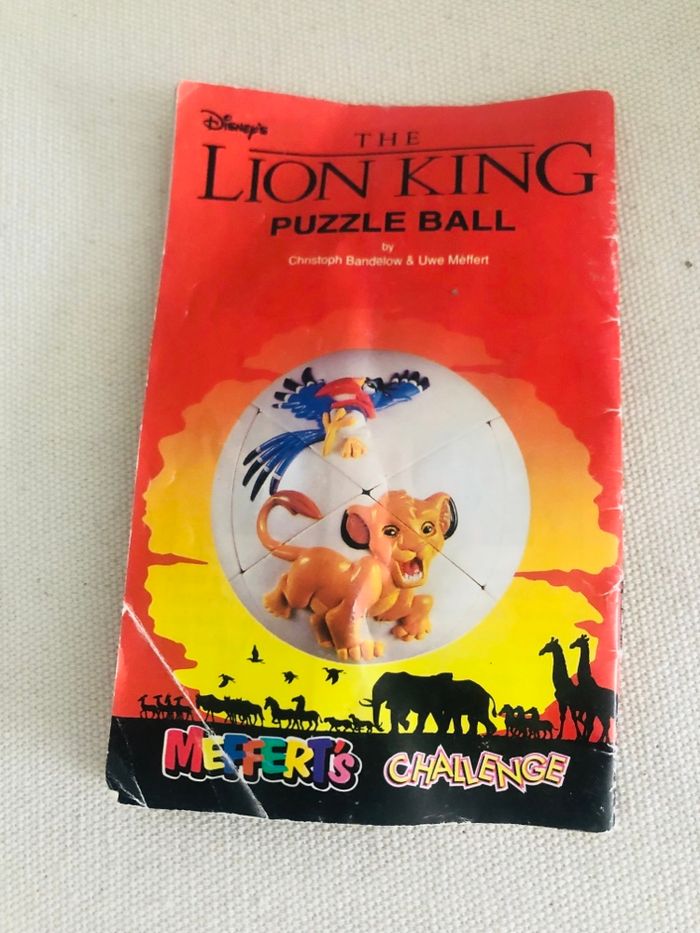 Disney's
THE
LION KING
PUZZLE BALL
by
Christoph Bandelow & Uwe Mèffert
MEFFERT'S CHALLENGE